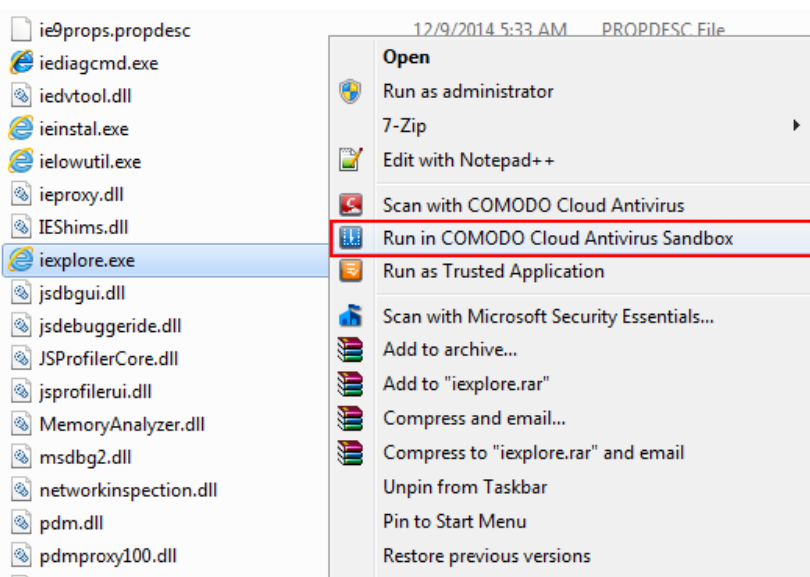 ie9props.propdesc 12/9/2014 5:33 AM PROPDESC File
iediagcmd.exe
iedvtool.dll
ieinstal.exe
ielowutil.exe
ieproxy.dll
IEShims.dll
iexplore.exe
jsdbgui.dll
jsdebuggeride.dll
JSProfilerCore.dll
jsprofilerui.dll
MemoryAnalyzer.dll
msdbg2.dll
networkinspection.dll
pdm.dll
pdmproxy100.dll
Open
Run as administrator
7-Zip
Edit with Notepad++
Scan with COMODO Cloud Antivirus
Run in COMODO Cloud Antivirus Sandbox
Run as Trusted Application
Scan with Microsoft Security Essentials...
Add to archive...
Add to "iexplore.rar"
Compress and email...
Compress to "iexplore.rar" and email
Unpin from Taskbar
Pin to Start Menu
Restore previous versions